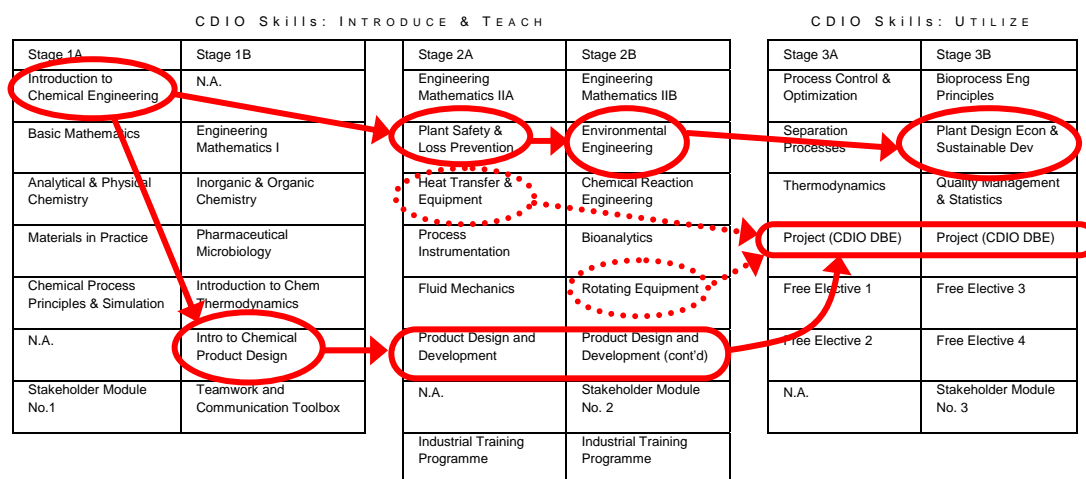 CDIO Skills: INTRODUCE & TEACH
CDIO Skills: UTILIZE
Stage 1A
Stage 1B
Introduction to
Chemical Engineering
N.A.
Basic Mathematics
Engineering
Mathematics I
Analytical & Physical
Chemistry
Inorganic & Organic
Chemistry
Materials in Practice
Pharmaceutical
Microbiology
Chemical Process
Principles & Simulation
Introduction to Chem
Thermodynamics
N.A.
Intro to Chemical
Product Design
Stakeholder Module
No.1
Teamwork and
Communication Toolbox
Stage 2A
Stage 2B
Engineering
Mathematics IIA
Engineering
Mathematics IIB
Plant Safety &
Loss Prevention
Environmental
Engineering
Heat Transfer &
Equipment
Chemical Reaction
Engineering
Process
Instrumentation
Bioanalytics
Fluid Mechanics
Rotating Equipment
Product Design and
Development
Product Design and
Development (cont'd)
N.A.
Stakeholder Module
No. 2
Industrial Training
Programme
Industrial Training
Programme
Stage 3A
Stage 3B
Process Control &
Optimization
Bioprocess Eng
Principles
Separation
Processes
Plant Design Econ &
Sustainable Dev
Thermodynamics
Quality Management
& Statistics
Project (CDIO DBE)
Project (CDIO DBE)
Free Elective 1
Free Elective 3
Free Elective 2
Free Elective 4
N.A.
Stakeholder Module
No. 3